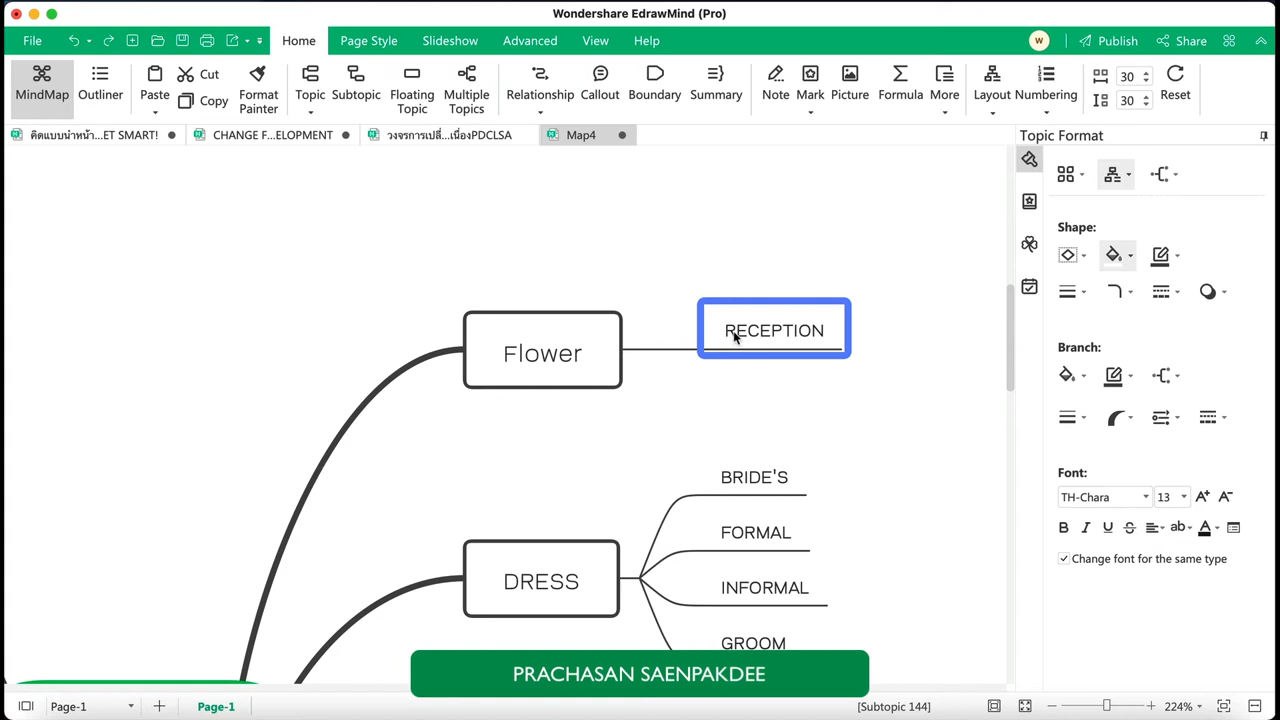 Wondershare EdrawMind (Pro)
File Home Page Style Slideshow Advanced View Help W Publish Share
MindMap Outliner Paste Cut Copy Format Painter Topic Subtopic Floating Topic Multiple Topics Relationship Callout Boundary Summary Note Mark Picture Formula More Layout Numbering 30 30 Reset
คิดแบบนำหน้า...ET SMART! CHANGE F...ELOPMENT วงจรการเปลี่...เนื่องPDCLSA Map4
Topic Format
Shape:
RECEPTION
Flower
Branch:
BRIDE'S
Font:
TH-Chara 13 A+ A-
FORMAL
B I U S ab A
Change font for the same type
DRESS
INFORMAL
GROOM
PRACHASAN SAENPAKDEE
Page-1 Page-1 [Subtopic 144] 224%